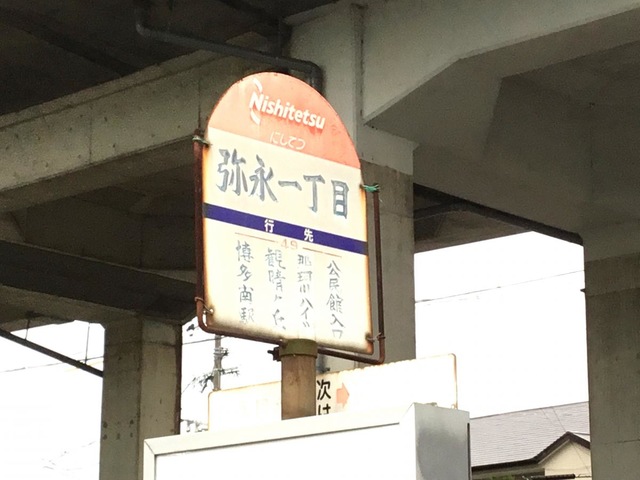 Nishitetsu
にしてつ
弥永一丁目
行先
49
公民館入口
那珂川ハイツ
観晴が丘
博多南駅
次は